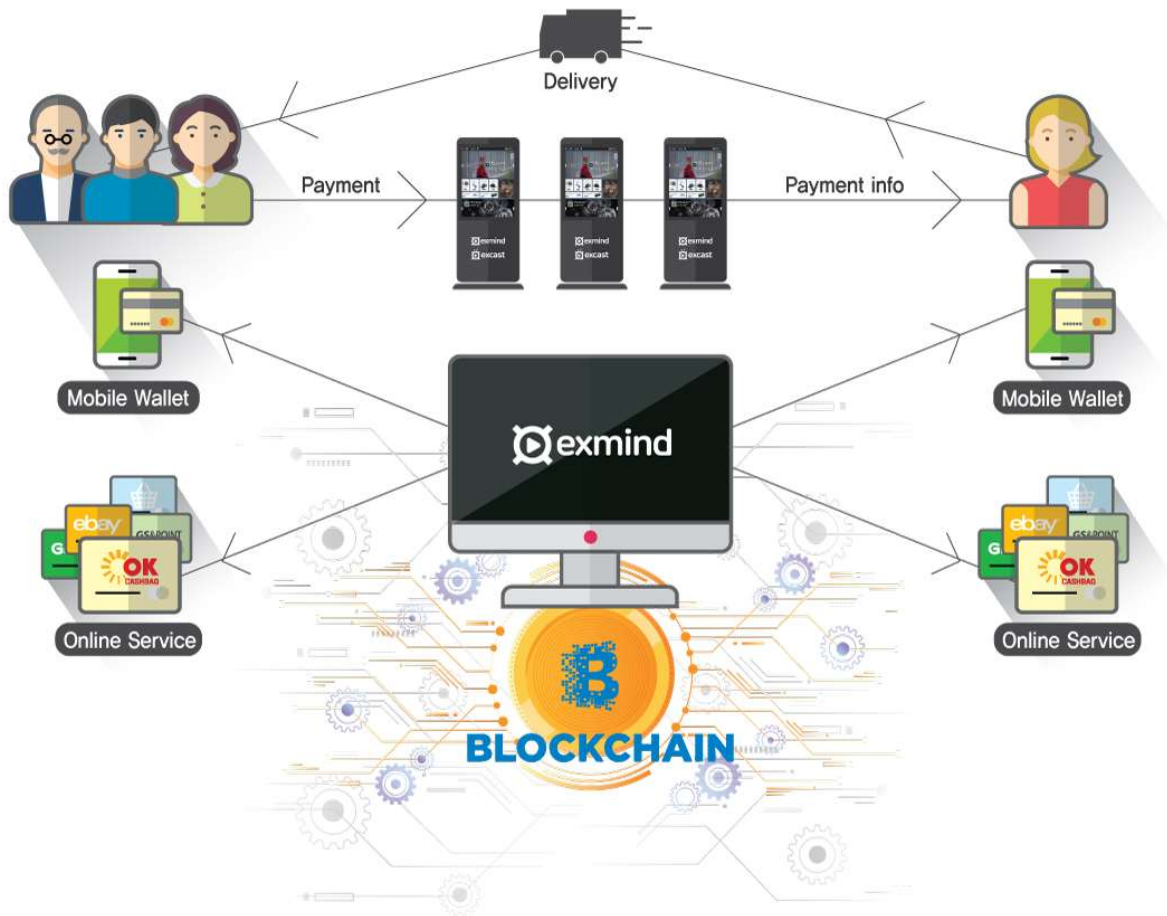 Delivery
Payment
Payment info
exmind
excast
exmind
excast
exmind
excast
Mobile Wallet
Mobile Wallet
exmind
ebay
GS&POINT
G
OK
CASHBAG
Online Service
ebay
GS&POINT
G
OK
CASHBAG
Online Service
B
BLOCKCHAIN